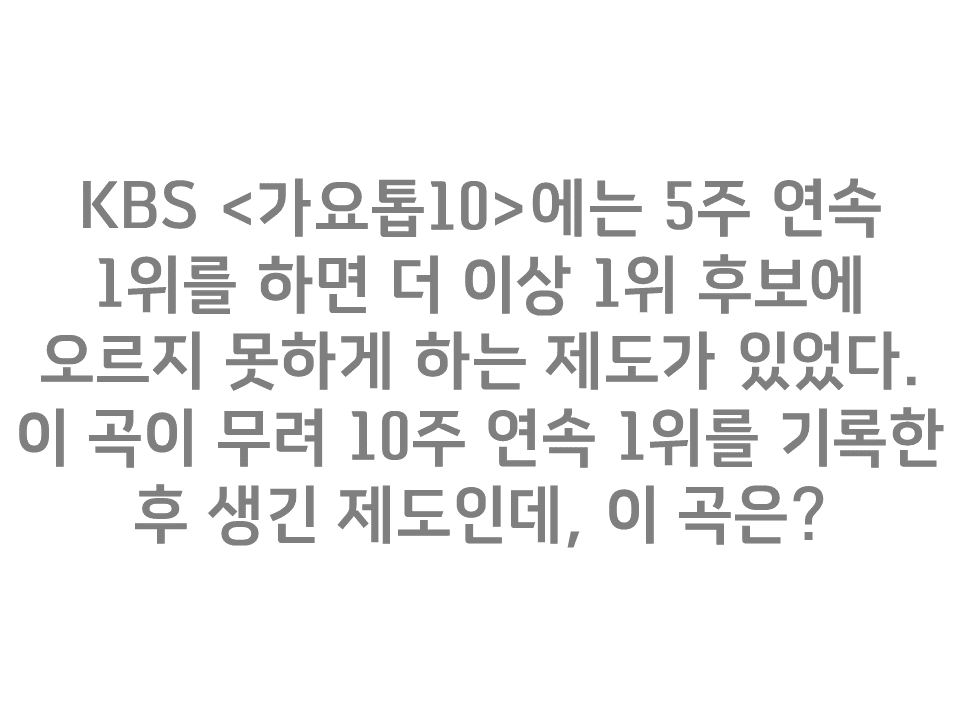 KBS <가요톱10>에는 5주 연속
1위를 하면 더 이상 1위 후보에
오르지 못하게 하는 제도가 있었다.
이 곡이 무려 10주 연속 1위를 기록한
후 생긴 제도인데, 이 곡은?